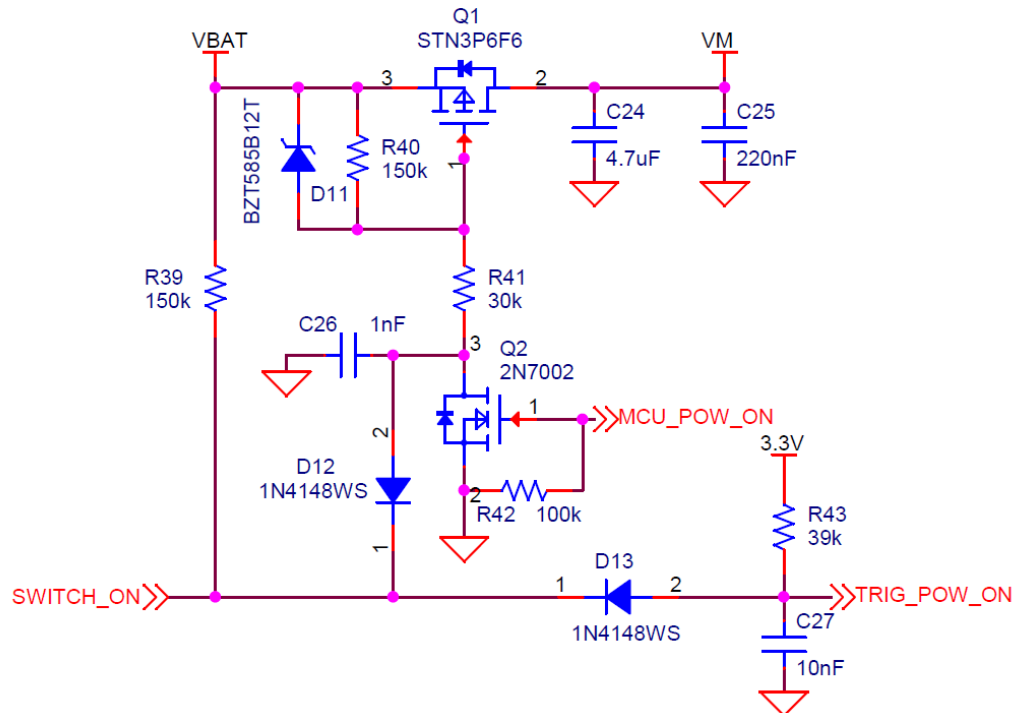 Q1
STN3P6F6
VBAT
VM
3
2
1
BZT585B12T
D11
R40
150k
C24
4.7uF
C25
220nF
R39
150k
R41
30k
C26
1nF
3
Q2
2N7002
1
MCU_POW_ON
2
R42
100k
2
D12
1N4148WS
1
3.3V
R43
39k
SWITCH_ON
D13
1
2
1N4148WS
TRIG_POW_ON
C27
10nF